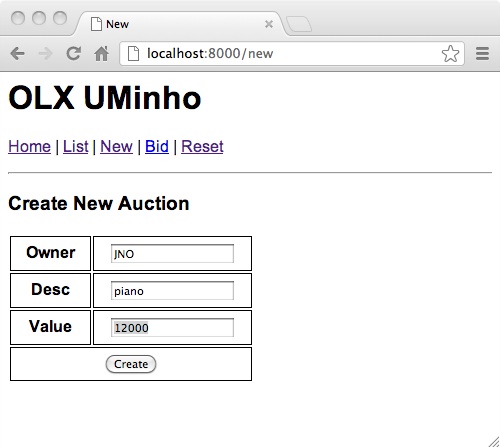 New
localhost:8000/new
OLX UMinho
Home | List | New | Bid | Reset
Create New Auction
Owner JNO
Desc piano
Value 12000
Create